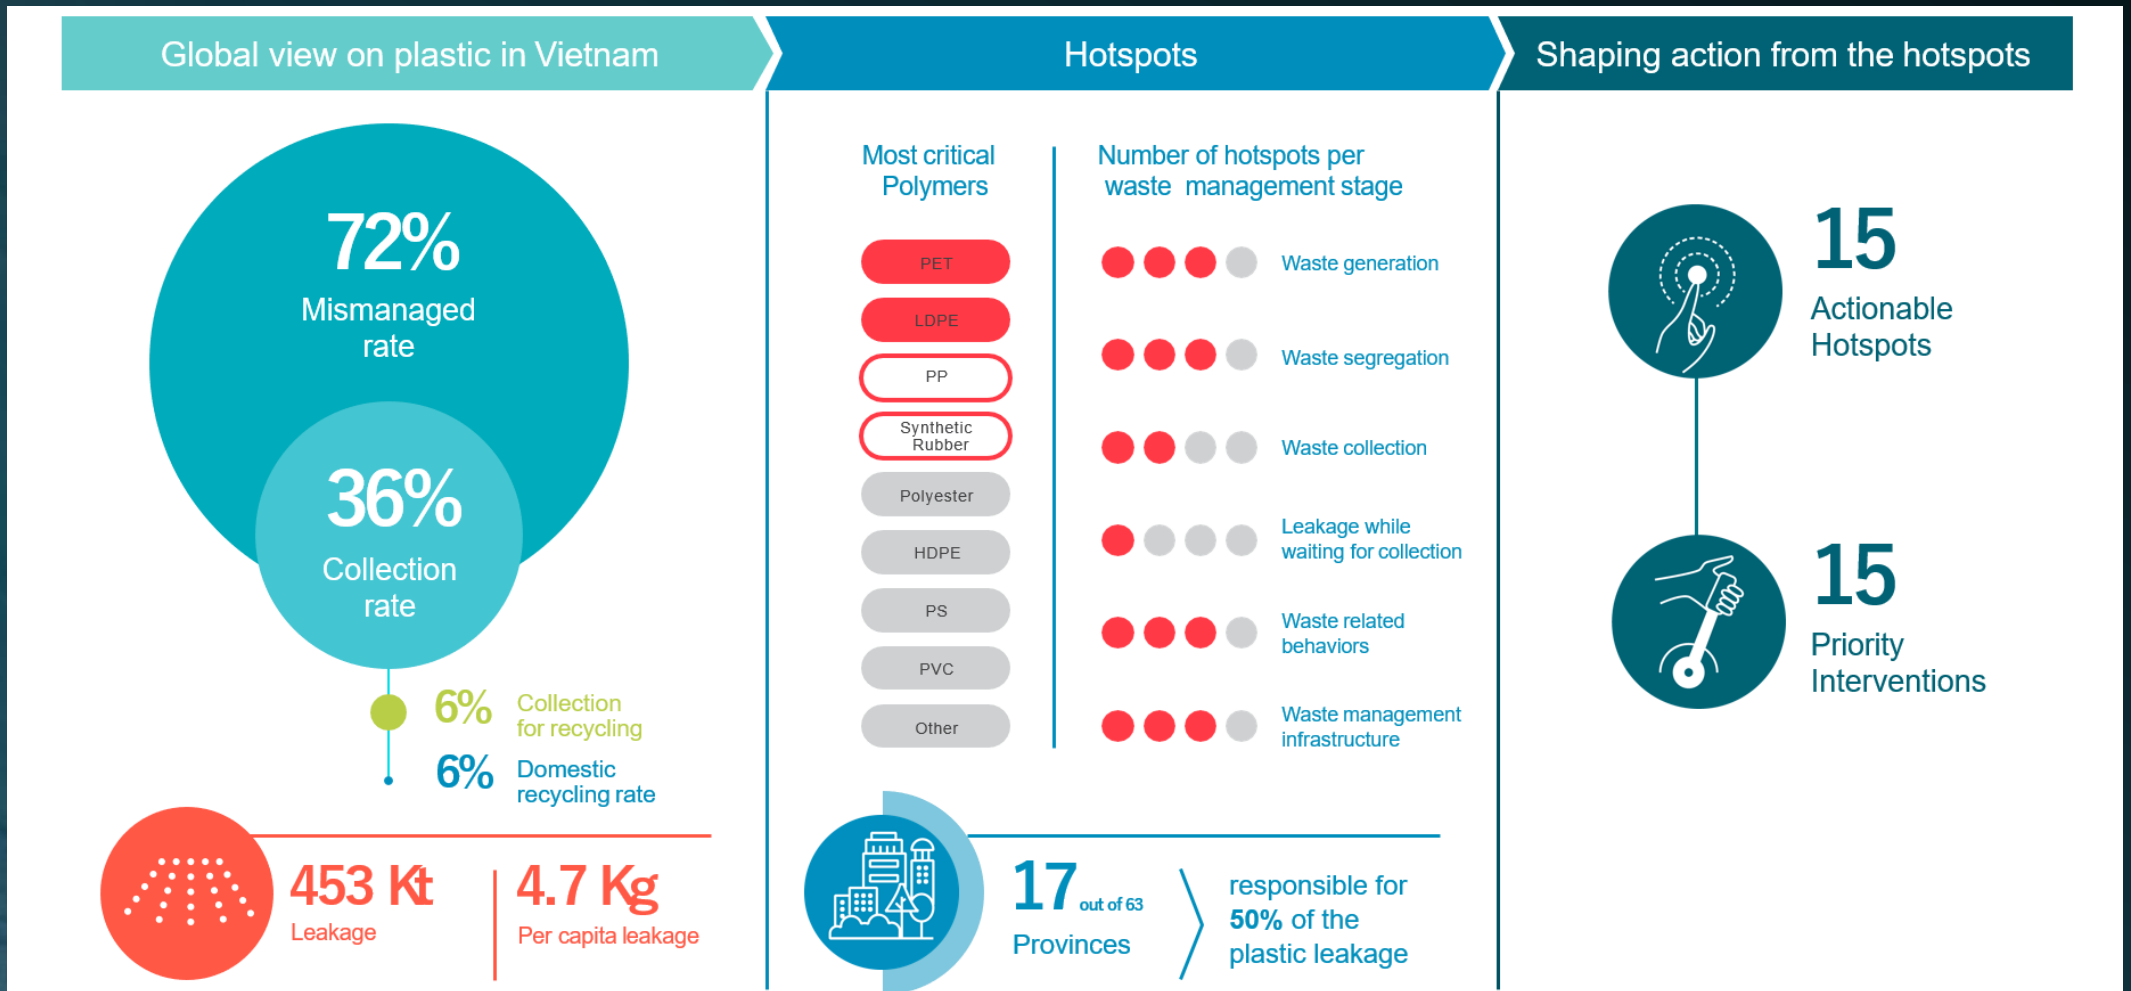 Global view on plastic in Vietnam
72%
Mismanaged
rate
36%
Collection
rate
6%
Collection
for recycling
6%
Domestic
recycling rate
453 Kt
Leakage
4.7 Kg
Per capita leakage
Hotspots
Most critical
Polymers
PET
LDPE
PP
Synthetic
Rubber
Polyester
HDPE
PS
PVC
Other
Number of hotspots per
waste management stage
Waste generation
Waste segregation
Waste collection
Leakage while
waiting for collection
Waste related
behaviors
Waste management
infrastructure
17 out of 63
Provinces
responsible for
50% of the
plastic leakage
Shaping action from the hotspots
15
Actionable
Hotspots
15
Priority
Interventions